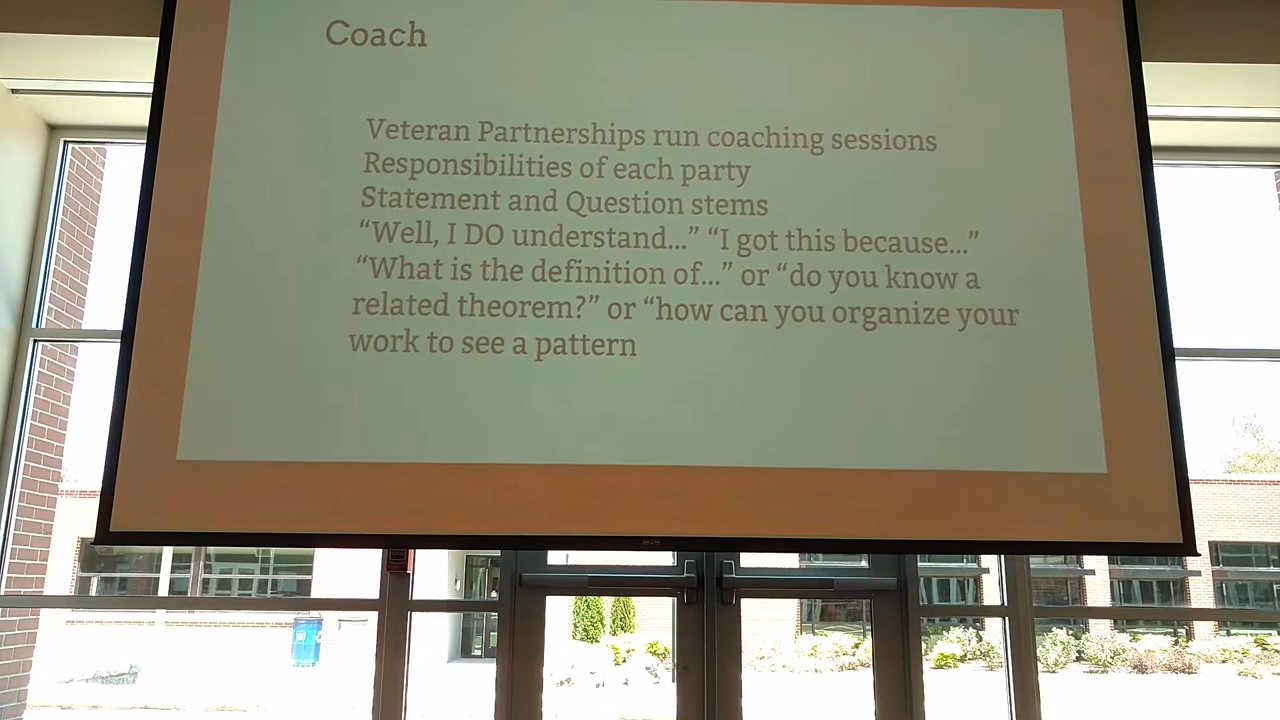 Coach
Veteran Partnerships run coaching sessions
Responsibilities of each party
Statement and Question stems
“Well, I DO understand...” “I got this because...”
“What is the definition of...” or “do you know a
related theorem?” or “how can you organize your
work to see a pattern